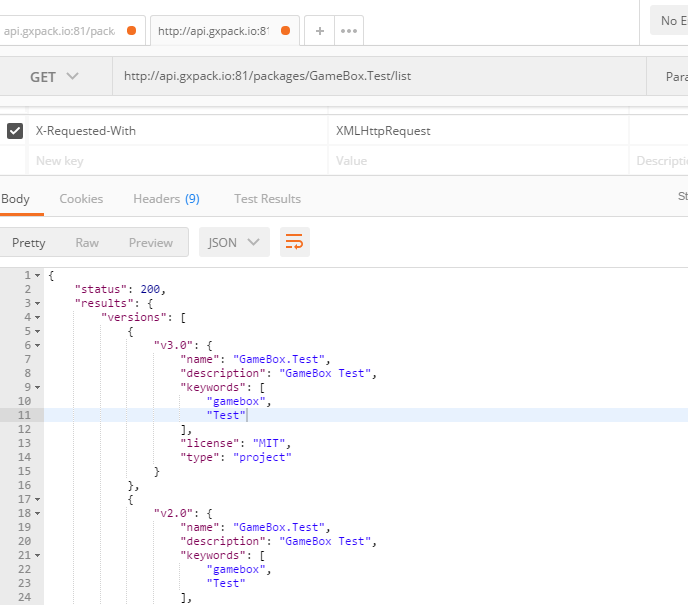 api.gxpack.io:81/pack
http://api.gxpack.io:8
No E
GET
http://api.gxpack.io:81/packages/GameBox.Test/list
Para
X-Requested-With
XMLHttpRequest
New key
Value
Descriptio
Body
Cookies
Headers (9)
Test Results
St
Pretty
Raw
Preview
JSON
1 {
2 "status": 200,
3 "results": {
4 "versions": [
5 {
6 "v3.0": {
7 "name": "GameBox.Test",
8 "description": "GameBox Test",
9 "keywords": [
10 "gamebox",
11 "Test"
12 ],
13 "license": "MIT",
14 "type": "project"
15 }
16 },
17 {
18 "v2.0": {
19 "name": "GameBox.Test",
20 "description": "GameBox Test",
21 "keywords": [
22 "gamebox",
23 "Test"
24 ],